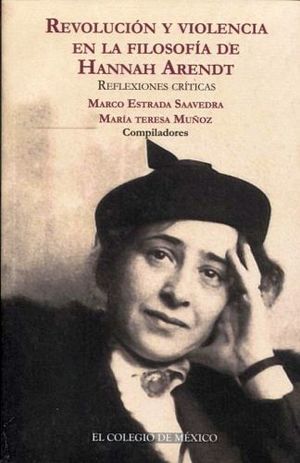 REVOLUCIÓN Y VIOLENCIA
EN LA FILOSOFÍA DE
HANNAH ARENDT
REFLEXIONES CRÍTICAS
MARCO ESTRADA SAAVEDRA
MARÍA TERESA MUÑOZ
Compiladores
EL COLEGIO DE MÉXICO